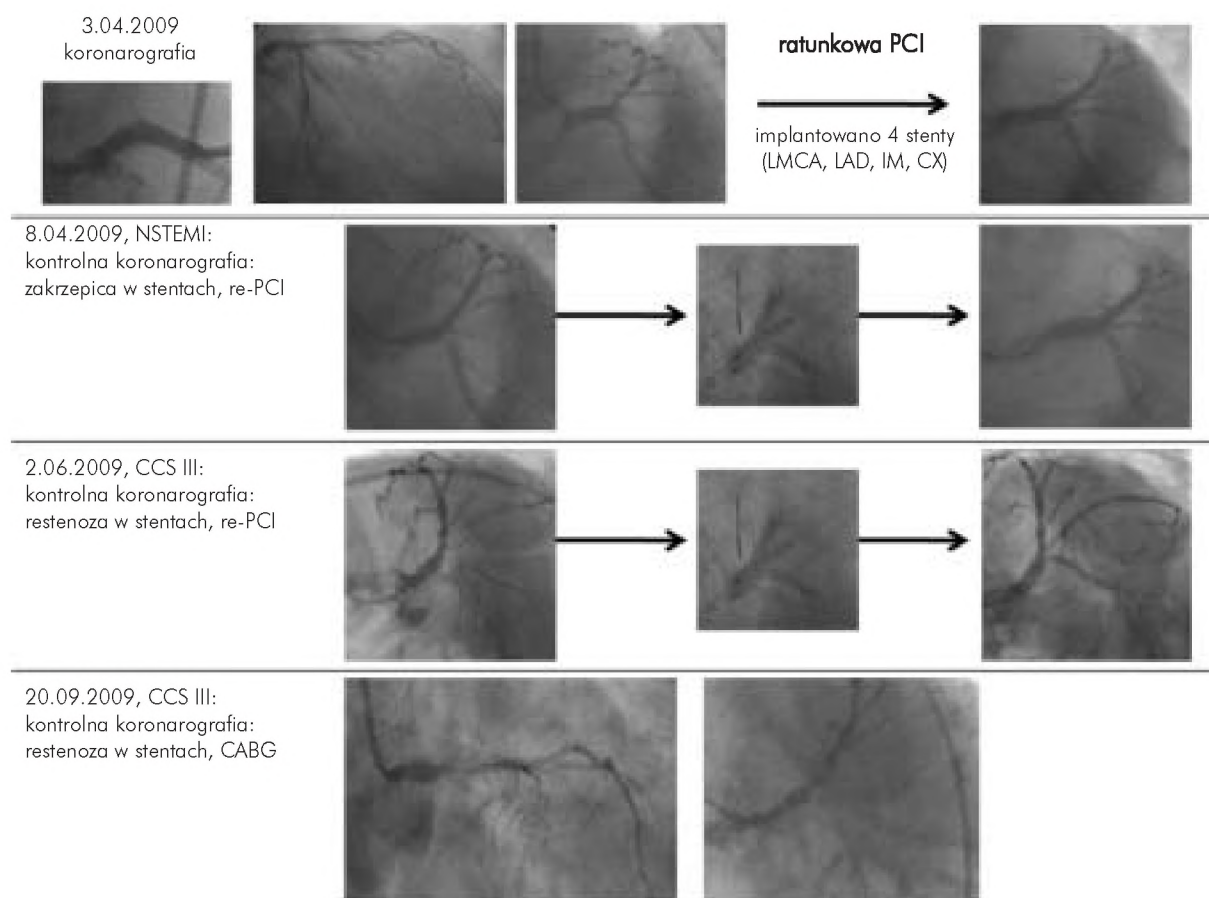 3.04.2009
koronarografia
ratunkowa PCI
implantowano 4 stenty
(LMCA, LAD, IM, CX)
8.04.2009, NSTEMI:
kontrolna koronarografia:
zakrzepica w stentach, re-PCI
2.06.2009, CCS III:
kontrolna koronarografia:
restenoza w stentach, re-PCI
20.09.2009, CCS III:
kontrolna koronarografia:
restenoza w stentach, CABG